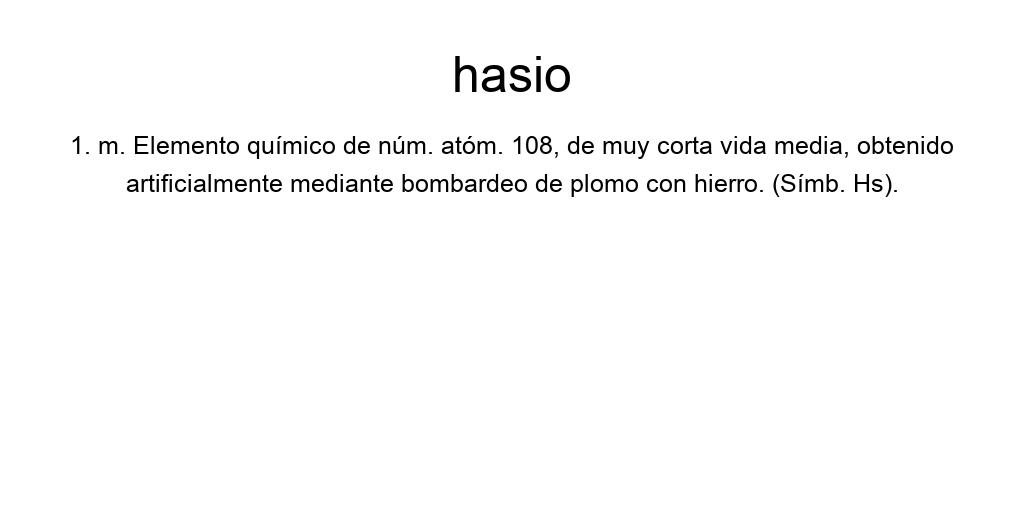 hasio
1. m. Elemento químico de núm. atóm. 108, de muy corta vida media, obtenido
artificialmente mediante bombardeo de plomo con hierro. (Símb. Hs).